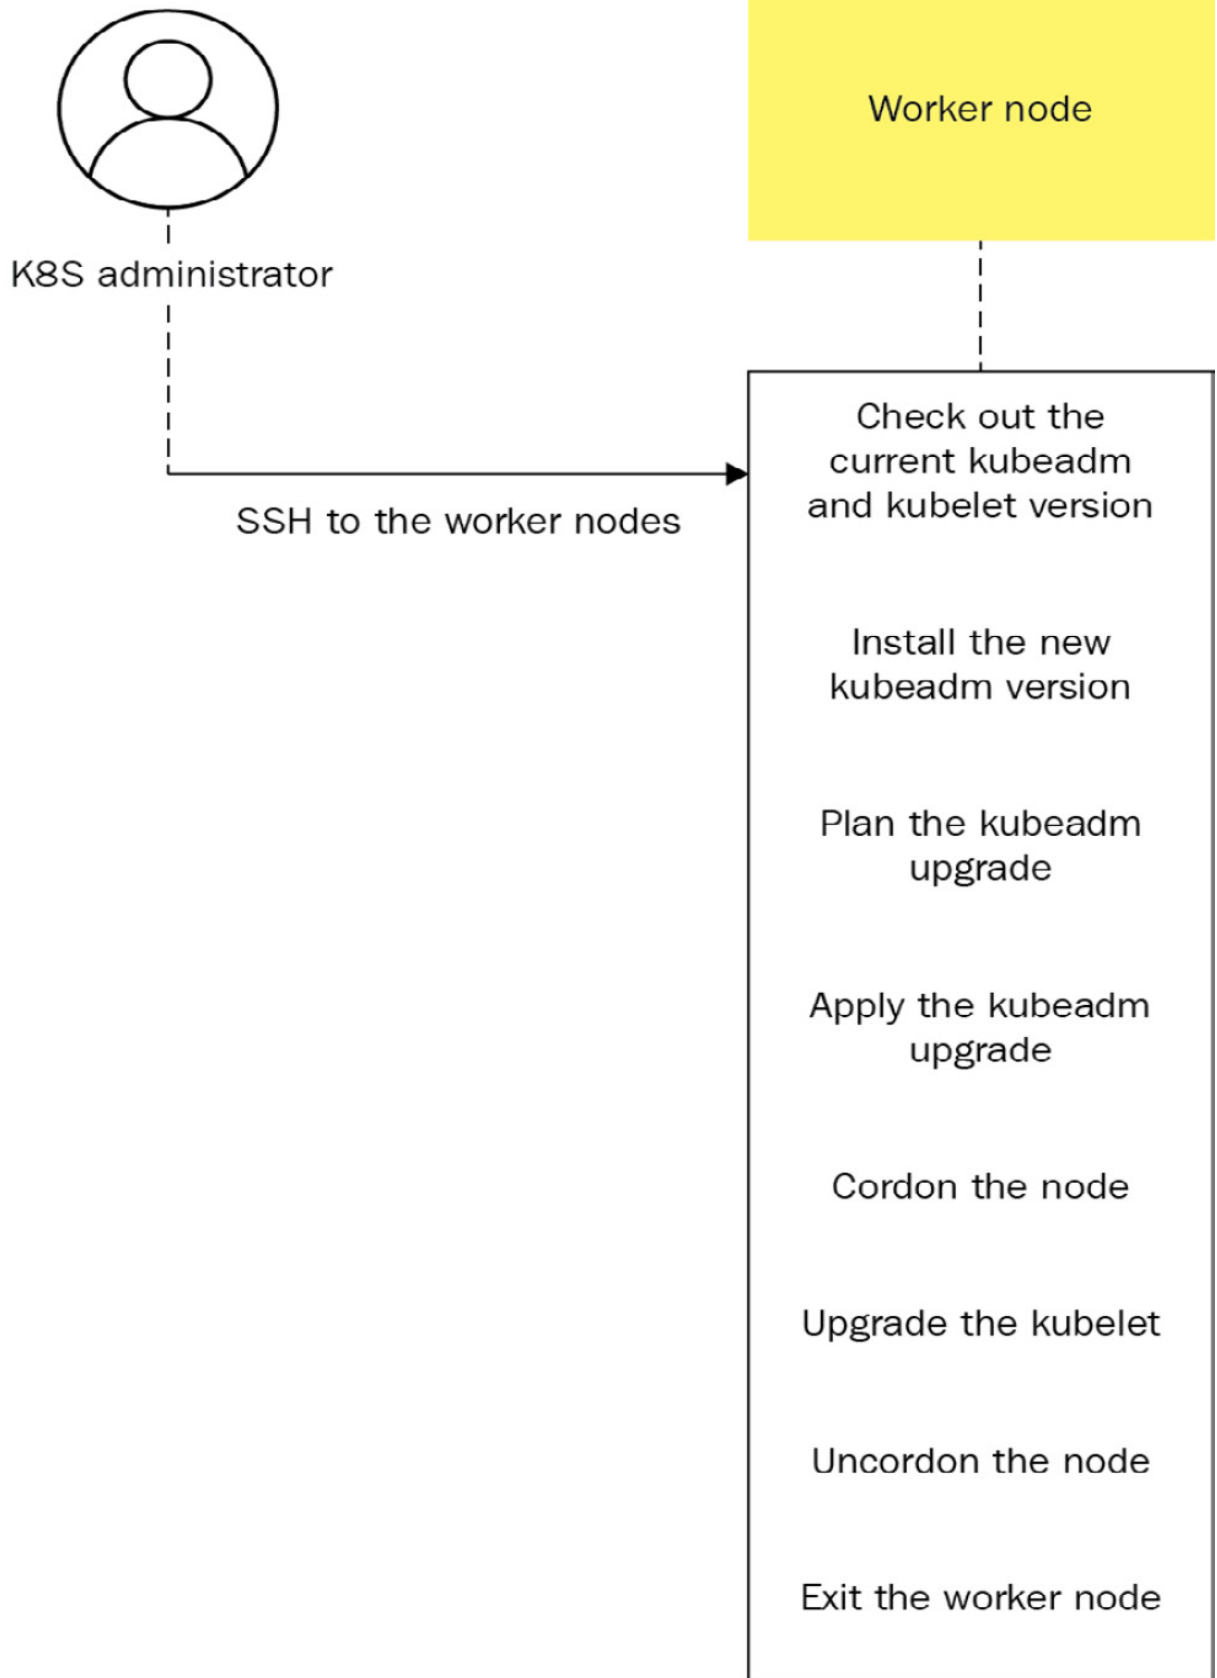 Worker node
K8S administrator
SSH to the worker nodes
Check out the
current kubeadm
and kubelet version
Install the new
kubeadm version
Plan the kubeadm
upgrade
Apply the kubeadm
upgrade
Cordon the node
Upgrade the kubelet
Uncordon the node
Exit the worker node